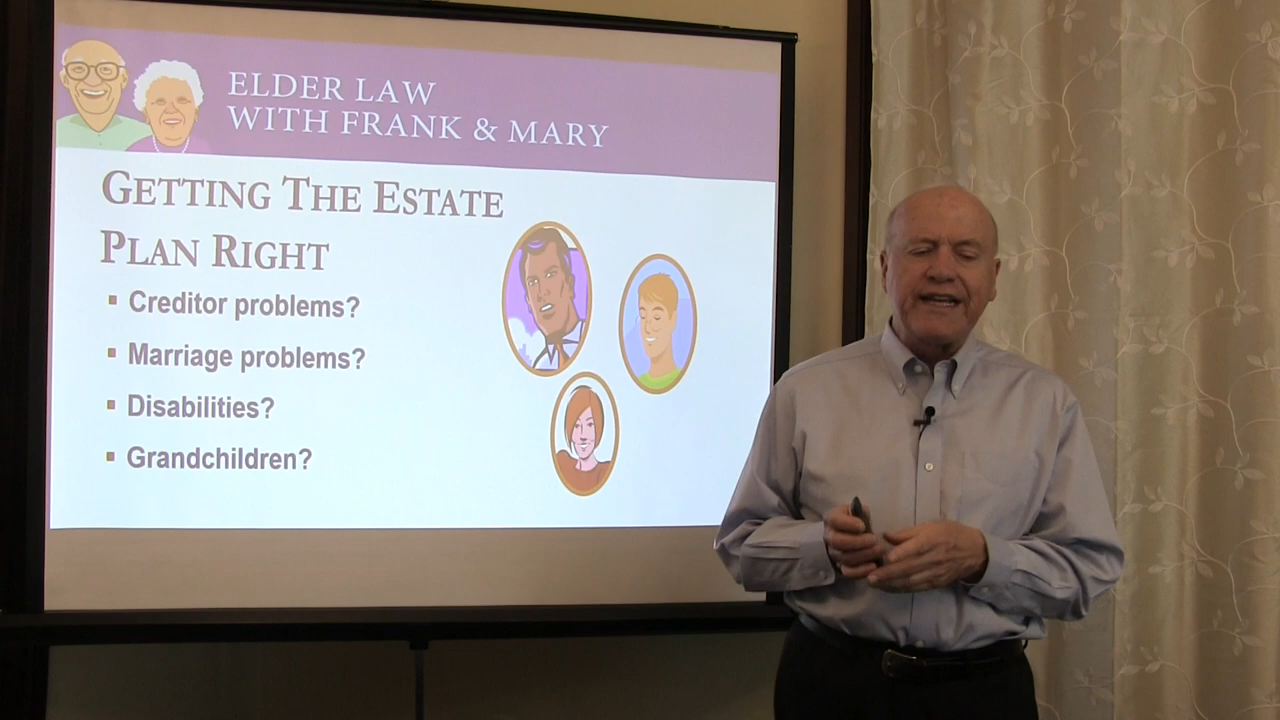 ELDER LAW
WITH FRANK & MARY
GETTING THE ESTATE
PLAN RIGHT
▪ Creditor problems?
▪ Marriage problems?
▪ Disabilities?
▪ Grandchildren?